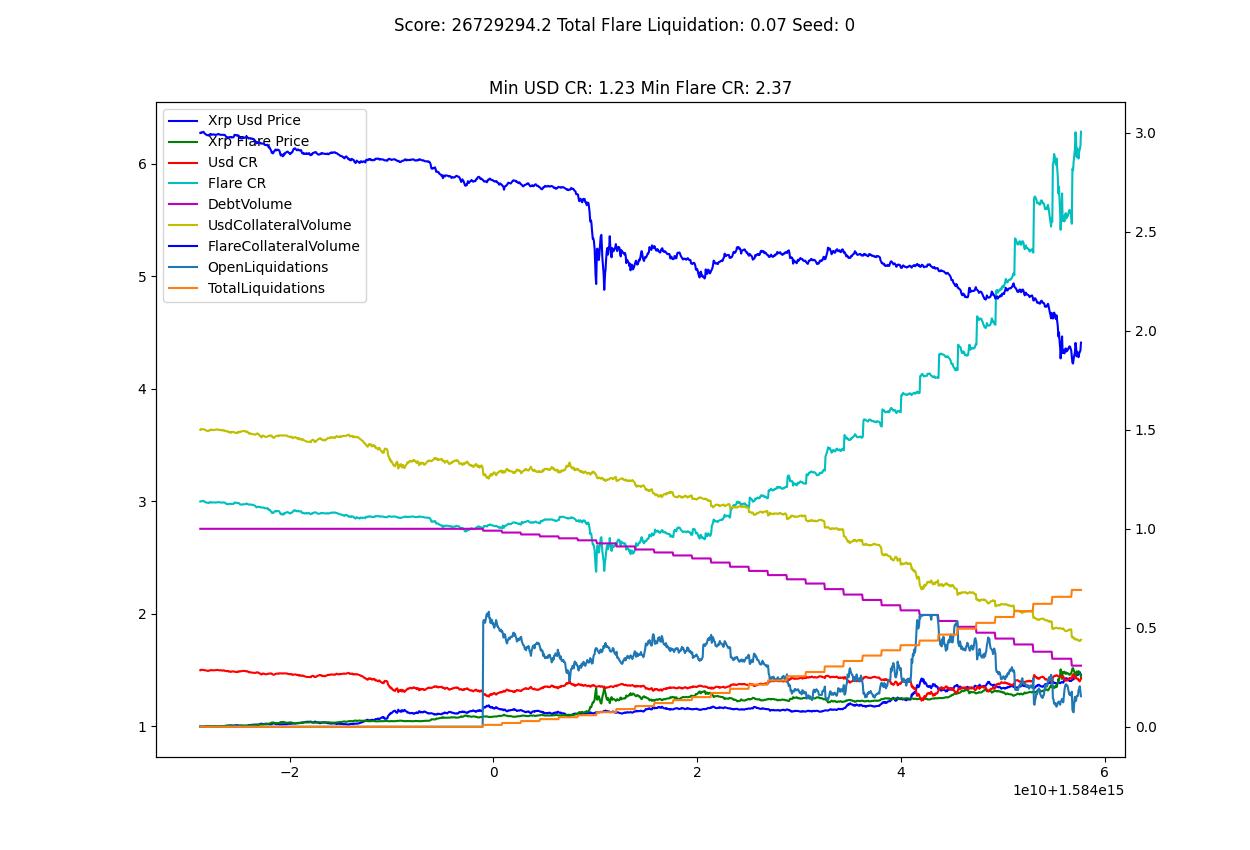 Score: 26729294.2 Total Flare Liquidation: 0.07 Seed: 0
Min USD CR: 1.23 Min Flare CR: 2.37
Xrp Usd Price
Xrp Flare Price
Usd CR
Flare CR
DebtVolume
UsdCollateralVolume
FlareCollateralVolume
OpenLiquidations
TotalLiquidations
6
5
4
3
2
1
3.0
2.5
2.0
1.5
1.0
0.5
0.0
−2
0
2
4
6
1e10+1.584e15